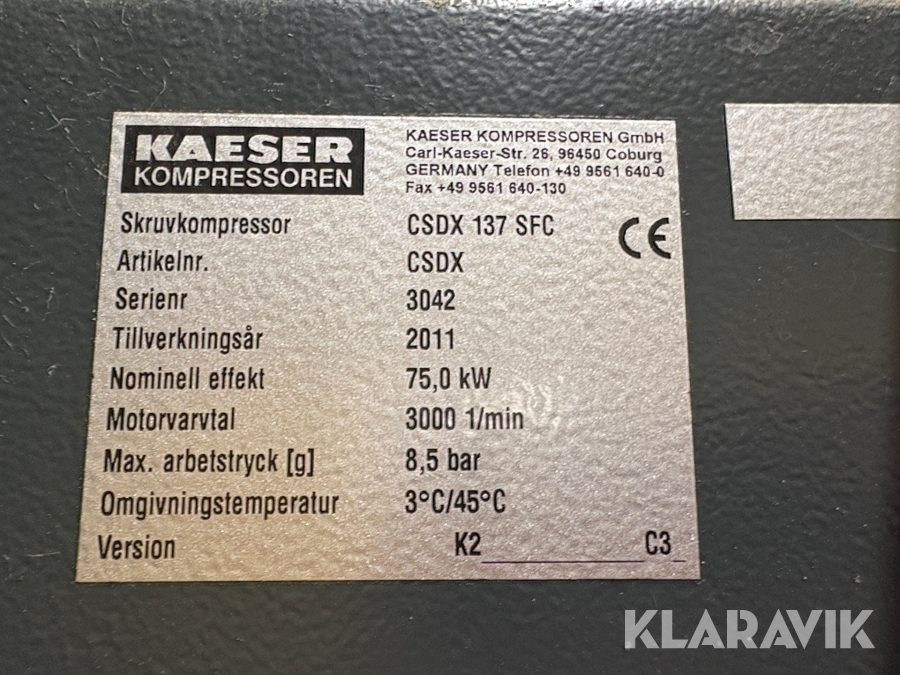 KAESER
KOMPRESSOREN
KAESER KOMPRESSOREN GmbH
Carl-Kaeser-Str. 26, 96450 Coburg
GERMANY Telefon +49 9561 640-0
Fax +49 9561 640-130
Skruvkompressor CSDX 137 SFC
CE
Artikelnr. CSDX
Serienr 3042
Tillverkningsår 2011
Nominell effekt 75,0 kW
Motorvarvtal 3000 1/min
Max. arbetstryck [g] 8,5 bar
Omgivningstemperatur 3°C/45°C
Version K2________________C3_
KLARAVIK